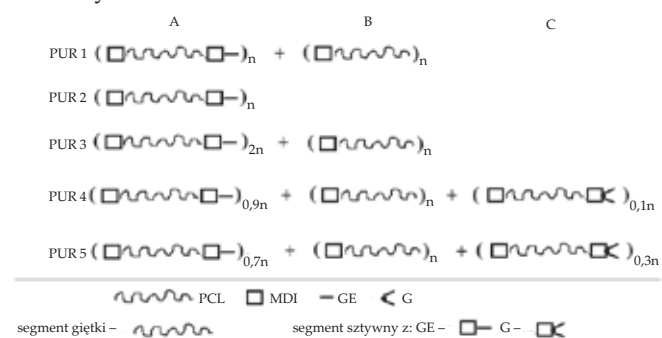 A B C
PUR 1 ( )n + ( )n
PUR 2 ( )n
PUR 3 ( )2n + ( )n
PUR 4 ( )0,9n + ( )n + ( )0,1n
PUR 5 ( )0,7n + ( )n + ( )0,3n
PCL MDI GE G
segment giętki – segment sztywny z: GE – G –